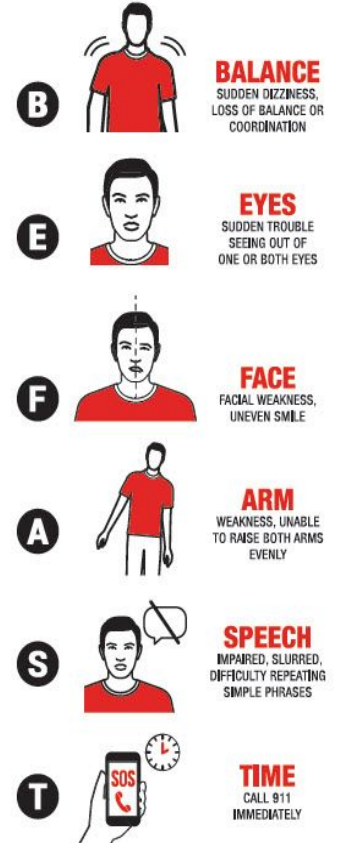 B
BALANCE
SUDDEN DIZZINESS,
LOSS OF BALANCE OR
COORDINATION
E
EYES
SUDDEN TROUBLE
SEEING OUT OF
ONE OR BOTH EYES
F
FACE
FACIAL WEAKNESS,
UNEVEN SMILE
A
ARM
WEAKNESS, UNABLE
TO RAISE BOTH ARMS
EVENLY
S
SPEECH
IMPAIRED, SLURRED,
DIFFICULTY REPEATING
SIMPLE PHRASES
T
SOS
TIME
CALL 911
IMMEDIATELY